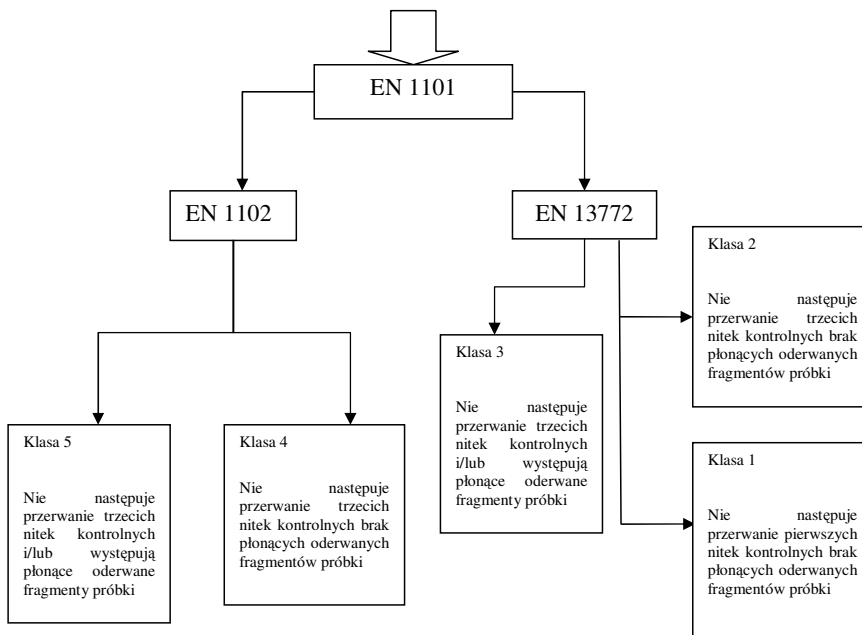 EN 1101
EN 1102
EN 13772
Klasa 2
Nie następuje
przerwanie trzecich
nitek kontrolnych brak
płonących oderwanych
fragmentów próbki
Klasa 3
Nie następuje
przerwanie trzecich
nitek kontrolnych
i/lub występują
płonące oderwane
fragmenty próbki
Klasa 5
Nie następuje
przerwanie trzecich
nitek kontrolnych
i/lub występują
płonące oderwane
fragmenty próbki
Klasa 4
Nie następuje
przerwanie trzecich
nitek kontrolnych brak
płonących oderwanych
fragmentów próbki
Klasa 1
Nie następuje
przerwanie pierwszych
nitek kontrolnych brak
płonących oderwanych
fragmentów próbki